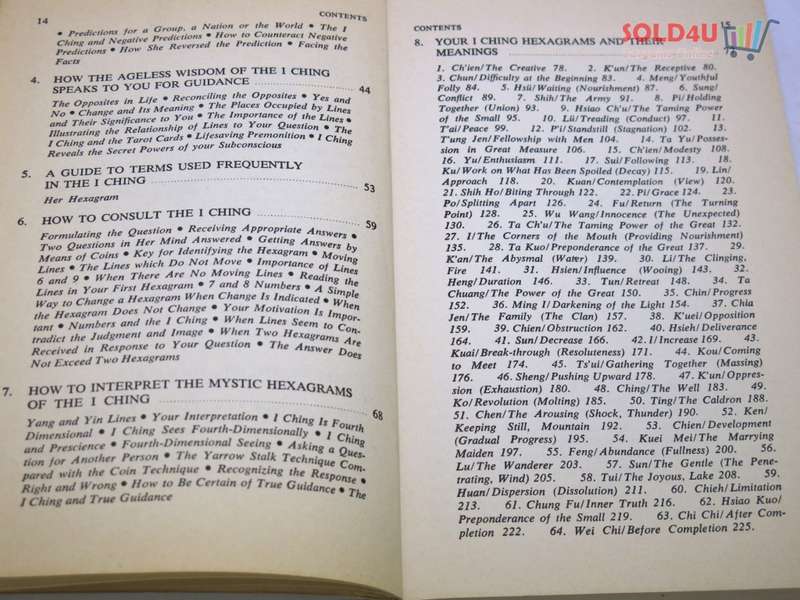 14
CONTENTS
• Predictions for a Group, a Nation or the World • The I
Ching and Negative Predictions • How to Counteract Negative
Predictions • How She Reversed the Prediction • Facing the
Facts
4. HOW THE AGELESS WISDOM OF THE I CHING
SPEAKS TO YOU FOR GUIDANCE 44
The Opposites in Life • Reconciling the Opposites • Yes and
No • Change and Its Meaning • The Places Occupied by Lines
and Their Significance to You • The Importance of the Lines •
Illustrating the Relationship of Lines to Your Question • The
I Ching and the Tarot Cards • Lifesaving Premonition • I Ching
Reveals the Secret Powers of your Subconscious
5. A GUIDE TO TERMS USED FREQUENTLY
IN THE I CHING 53
Her Hexagram
6. HOW TO CONSULT THE I CHING 59
Formulating the Question • Receiving Appropriate Answers •
Two Questions in Her Mind Answered • Getting Answers by
Means of Coins • Key for Identifying the Hexagram • Moving
Lines • The Lines which Do Not Move • Importance of Lines
6 and 9 • When There Are No Moving Lines • Reading the
Lines in Your First Hexagram • 7 and 8 Numbers • A Simple
Way to Change a Hexagram When Change Is Indicated • When
the Hexagram Does Not Change • Your Motivation Is Impor-
tant • Numbers and the I Ching • When Lines Seem to Con-
tradict the Judgment and Image • When Two Hexagrams Are
Received in Response to Your Question • The Answer Does
Not Exceed Two Hexagrams
7. HOW TO INTERPRET THE MYSTIC HEXAGRAMS
OF THE I CHING 68
Yang and Yin Lines • Your Interpretation • I Ching Is Fourth
Dimensional • I Ching Sees Fourth-Dimensionally • I Ching
and Prescience • Fourth-Dimensional Seeing • Asking a Ques-
tion for Another Person • The Yarrow Stalk Technique Com-
pared with the Coin Technique • Recognizing the Response •
Right and Wrong • How to Be Certain of True Guidance • The
I Ching and True Guidance
SOLD4U
CONTENTS
15
8. YOUR I CHING HEXAGRAMS AND THEIR
MEANINGS
1. Ch'ien/The Creative 78. 2. K'un/The Receptive 80.
3. Chun/Difficulty at the Beginning 83. 4. Meng/Youthful
Folly 84. 5. Hsü/Waiting (Nourishment) 87. 6. Sung/
Conflict 89. 7. Shih/The Army 91. 8. Pi/Holding
Together (Union) 93. 9. Hsiao Ch'u/The Taming Power
of the Small 95. 10. Lü/Treading (Conduct) 97. 11.
T'ai/Peace 99. 12. P'i/Standstill (Stagnation) 102. 13.
T'ung Jen/Fellowship with Men 104. 14. Ta Yu/Posses-
sion in Great Measure 106. 15. Ch'ien/Modesty 108.
16. Yu/Enthusiasm 111. 17. Sui/Following 113. 18.
Ku/Work on What Has Been Spoiled (Decay) 115. 19. Lin/
Approach 118. 20. Kuan/Contemplation (View) 120.
21. Shih Ho/Biting Through 122. 22. Pi/Grace 124. 23.
Po/Splitting Apart 126. 24. Fu/Return (The Turning
Point) 128. 25. Wu Wang/Innocence (The Unexpected)
130. 26. Ta Ch'u/The Taming Power of the Great 132.
27. I/The Corners of the Mouth (Providing Nourishment)
135. 28. Ta Kuo/Preponderance of the Great 137. 29.
K'an/The Abysmal (Water) 139. 30. Li/The Clinging,
Fire 141. 31. Hsien/Influence (Wooing) 143. 32.
Heng/Duration 146. 33. Tun/Retreat 148. 34. Ta
Chuang/The Power of the Great 150. 35. Chin/Progress
152. 36. Ming I/Darkening of the Light 154. 37. Chia
Jen/The Family (The Clan) 157. 38. K'uei/Opposition
159. 39. Chien/Obstruction 162. 40. Hsieh/Deliverance
164. 41. Sun/Decrease 166. 42. I/Increase 169. 43.
Kuai/Break-through (Resoluteness) 171. 44. Kou/Coming
to Meet 174. 45. Ts'ui/Gathering Together (Massing)
176. 46. Sheng/Pushing Upward 178. 47. K'un/Oppres-
sion (Exhaustion) 180. 48. Ching/The Well 183. 49.
Ko/Revolution (Molting) 185. 50. Ting/The Caldron 188.
51. Chen/The Arousing (Shock, Thunder) 190. 52. Ken/
Keeping Still, Mountain 192. 53. Chien/Development
(Gradual Progress) 195. 54. Kuei Mei/The Marrying
Maiden 197. 55. Feng/Abundance (Fullness) 200. 56.
Lu/The Wanderer 203. 57. Sun/The Gentle (The Pene-
trating, Wind) 205. 58. Tui/The Joyous, Lake 208. 59.
Huan/Dispersion (Dissolution) 211. 60. Chieh/Limitation
213. 61. Chung Fu/Inner Truth 216. 62. Hsiao Kuo/
Preponderance of the Small 219. 63. Chi Chi/After Com-
pletion 222. 64. Wei Chi/Before Completion 225.